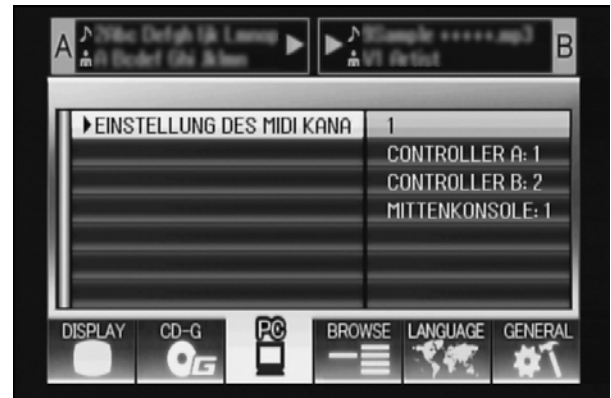 A
B
EINSTELLUNG DES MIDI KANA 1
CONTROLLER A: 1
CONTROLLER B: 2
MITTENKONSOLE: 1
DISPLAY CD-G PC BROWSE LANGUAGE GENERAL
G